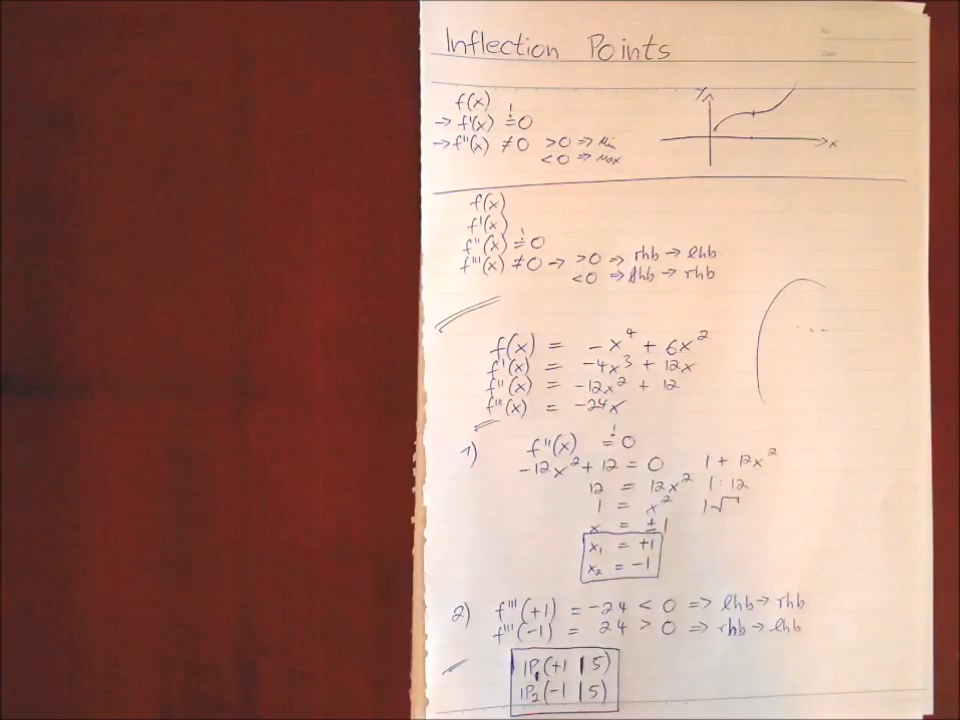 Inflection Points
No.
Date
f(x)
→ f'(x) ≟ 0
→ f''(x) ≠ 0 >0 ⇒ Min
<0 ⇒ Max
y
x
f(x)
f'(x)
f''(x) =! 0
f'''(x) ≠ 0 → >0 ⇒ rhb → lhb
<0 ⇒ lhb → rhb
f(x) = -x⁴ + 6x²
f'(x) = -4x³ + 12x
f''(x) = -12x² + 12
f'''(x) = -24x
1) f''(x) =! 0
-12x² + 12 = 0 | + 12x²
12 = 12x² | : 12
1 = x² | √
x = ±1
x₁ = +1
x₂ = -1
2) f'''(+1) = -24 < 0 ⇒ lhb → rhb
f'''(-1) = 24 > 0 ⇒ rhb → lhb
IP₁(+1 | 5)
IP₂(-1 | 5)